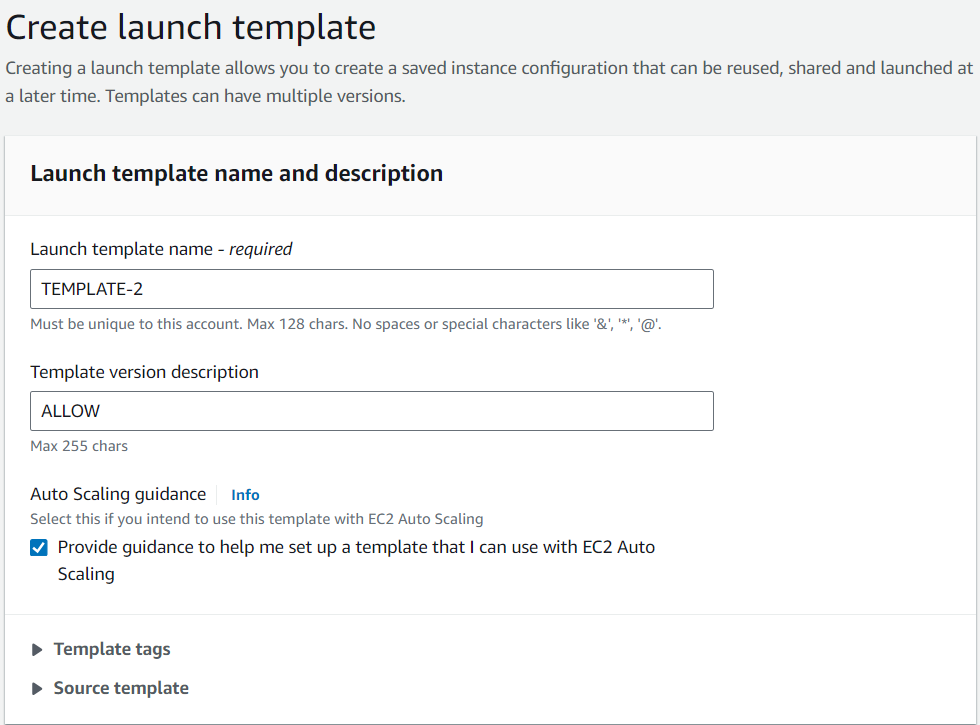 Create launch template
Creating a launch template allows you to create a saved instance configuration that can be reused, shared and launched at
a later time. Templates can have multiple versions.
Launch template name and description
Launch template name - required
TEMPLATE-2
Must be unique to this account. Max 128 chars. No spaces or special characters like '&', '*', '@'.
Template version description
ALLOW
Max 255 chars
Auto Scaling guidance Info
Select this if you intend to use this template with EC2 Auto Scaling
Provide guidance to help me set up a template that I can use with EC2 Auto
Scaling
Template tags
Source template